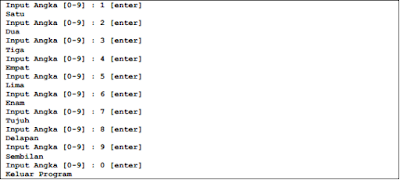 Input Angka [0-9] : 1 [enter]
Satu
Input Angka [0-9] : 2 [enter]
Dua
Input Angka [0-9] : 3 [enter]
Tiga
Input Angka [0-9] : 4 [enter]
Empat
Input Angka [0-9] : 5 [enter]
Lima
Input Angka [0-9] : 6 [enter]
Enam
Input Angka [0-9] : 7 [enter]
Tujuh
Input Angka [0-9] : 8 [enter]
Delapan
Input Angka [0-9] : 9 [enter]
Sembilan
Input Angka [0-9] : 0 [enter]
Keluar Program